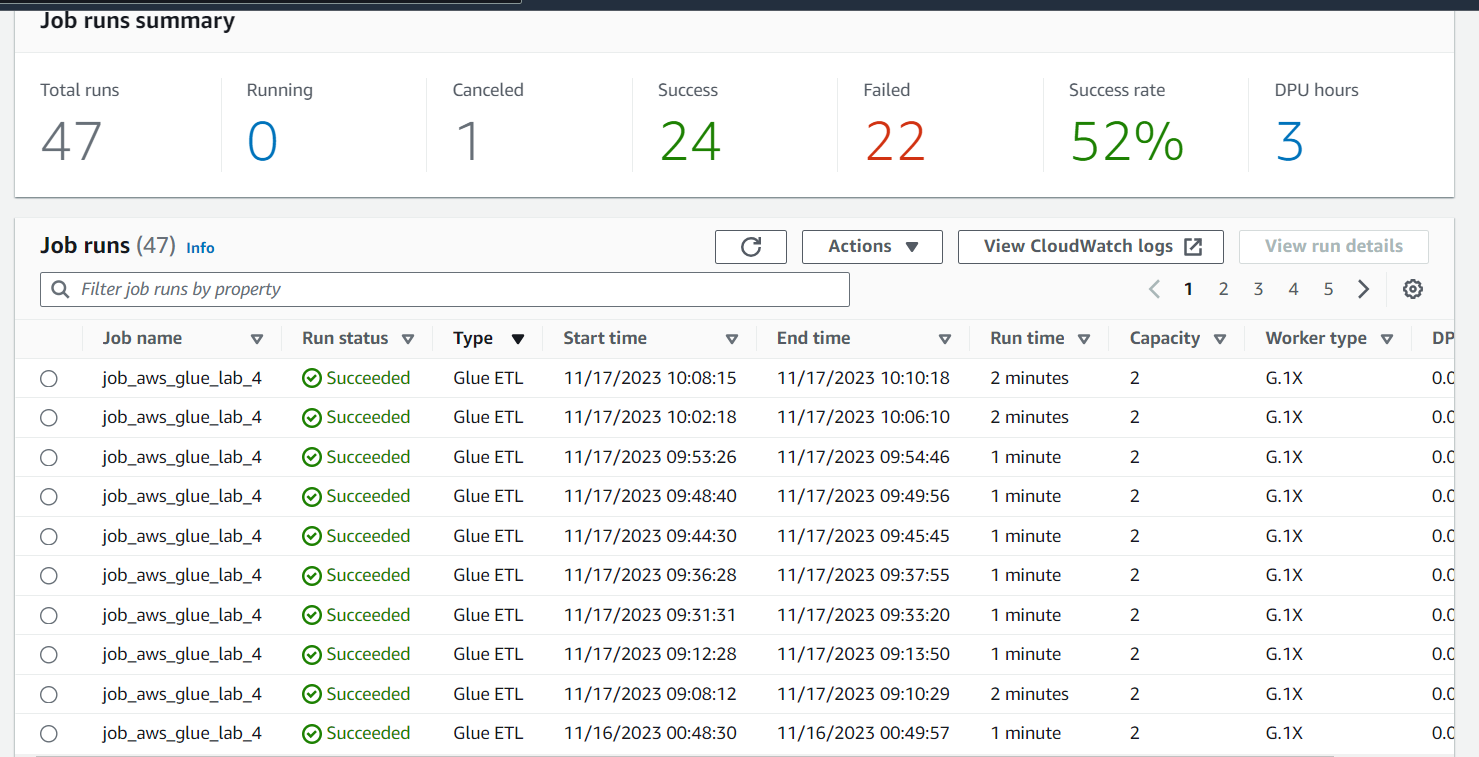 Job runs summary
Total runs Running Canceled Success Failed Success rate DPU hours
47 0 1 24 22 52% 3
Job runs (47) Info Actions View CloudWatch logs View run details
Filter job runs by property 1 2 3 4 5
Job name Run status Type Start time End time Run time Capacity Worker type DP
job_aws_glue_lab_4 Succeeded Glue ETL 11/17/2023 10:08:15 11/17/2023 10:10:18 2 minutes 2 G.1X 0.0
job_aws_glue_lab_4 Succeeded Glue ETL 11/17/2023 10:02:18 11/17/2023 10:06:10 2 minutes 2 G.1X 0.0
job_aws_glue_lab_4 Succeeded Glue ETL 11/17/2023 09:53:26 11/17/2023 09:54:46 1 minute 2 G.1X 0.0
job_aws_glue_lab_4 Succeeded Glue ETL 11/17/2023 09:48:40 11/17/2023 09:49:56 1 minute 2 G.1X 0.0
job_aws_glue_lab_4 Succeeded Glue ETL 11/17/2023 09:44:30 11/17/2023 09:45:45 1 minute 2 G.1X 0.0
job_aws_glue_lab_4 Succeeded Glue ETL 11/17/2023 09:36:28 11/17/2023 09:37:55 1 minute 2 G.1X 0.0
job_aws_glue_lab_4 Succeeded Glue ETL 11/17/2023 09:31:31 11/17/2023 09:33:20 1 minute 2 G.1X 0.0
job_aws_glue_lab_4 Succeeded Glue ETL 11/17/2023 09:12:28 11/17/2023 09:13:50 1 minute 2 G.1X 0.0
job_aws_glue_lab_4 Succeeded Glue ETL 11/17/2023 09:08:12 11/17/2023 09:10:29 2 minutes 2 G.1X 0.0
job_aws_glue_lab_4 Succeeded Glue ETL 11/16/2023 00:48:30 11/16/2023 00:49:57 1 minute 2 G.1X 0.0